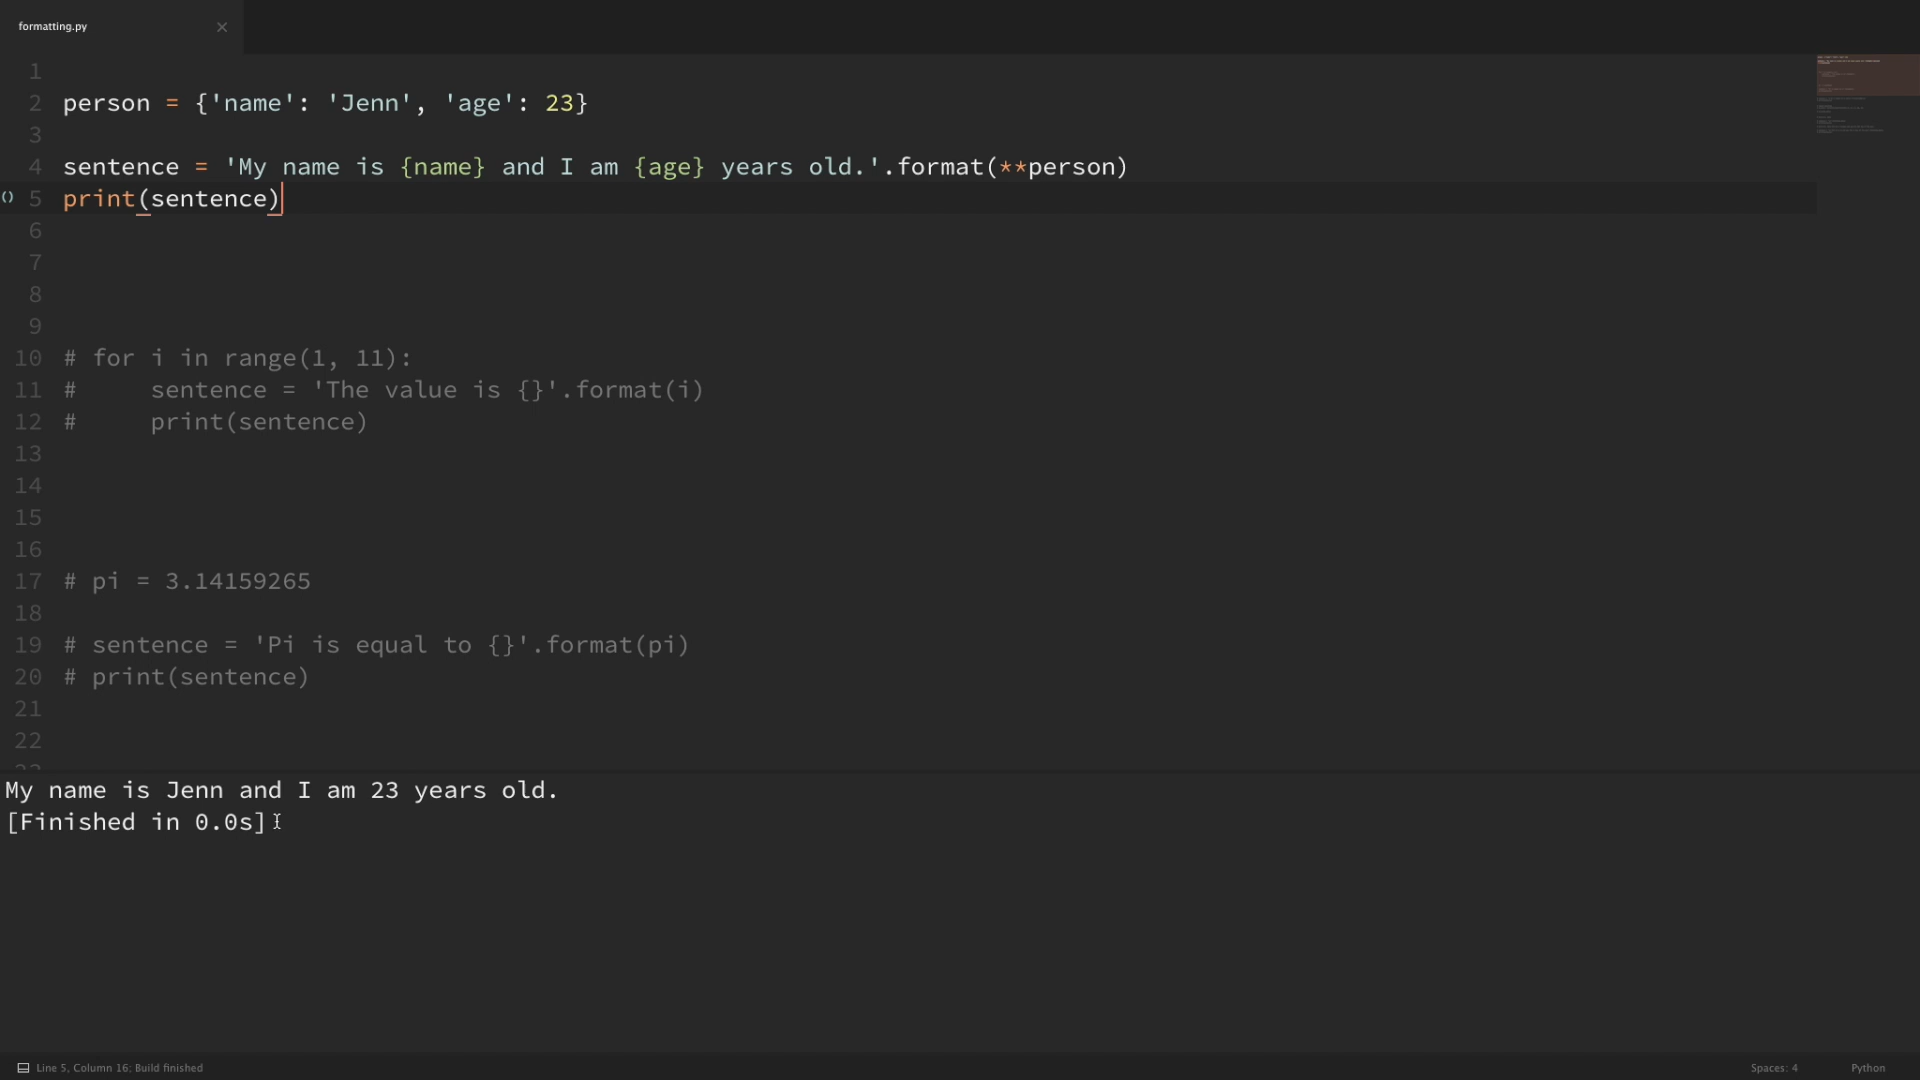 formatting.py ×
1
2 person = {'name': 'Jenn', 'age': 23}
3
4 sentence = 'My name is {name} and I am {age} years old.'.format(**person)
() 5 print(sentence)
6
7
8
9
10 # for i in range(1, 11):
11 #     sentence = 'The value is {}'.format(i)
12 #     print(sentence)
13
14
15
16
17 # pi = 3.14159265
18
19 # sentence = 'Pi is equal to {}'.format(pi)
20 # print(sentence)
21
22
My name is Jenn and I am 23 years old.
[Finished in 0.0s]
Line 5, Column 16; Build finished Spaces: 4 Python